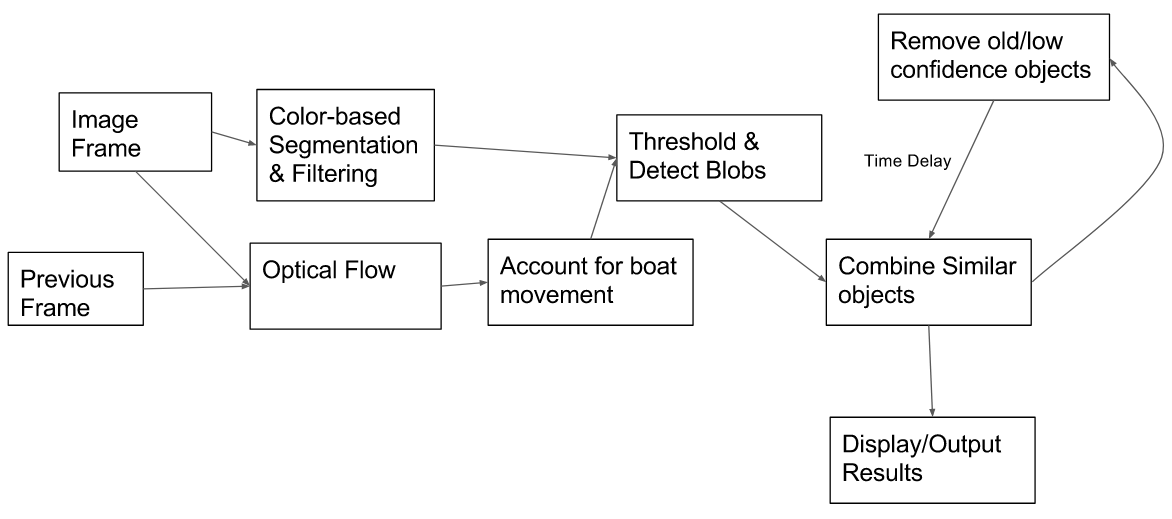 Image
Frame
Color-based
Segmentation
& Filtering
Previous
Frame
Optical Flow
Account for boat
movement
Threshold &
Detect Blobs
Remove old/low
confidence objects
Time Delay
Combine Similar
objects
Display/Output
Results